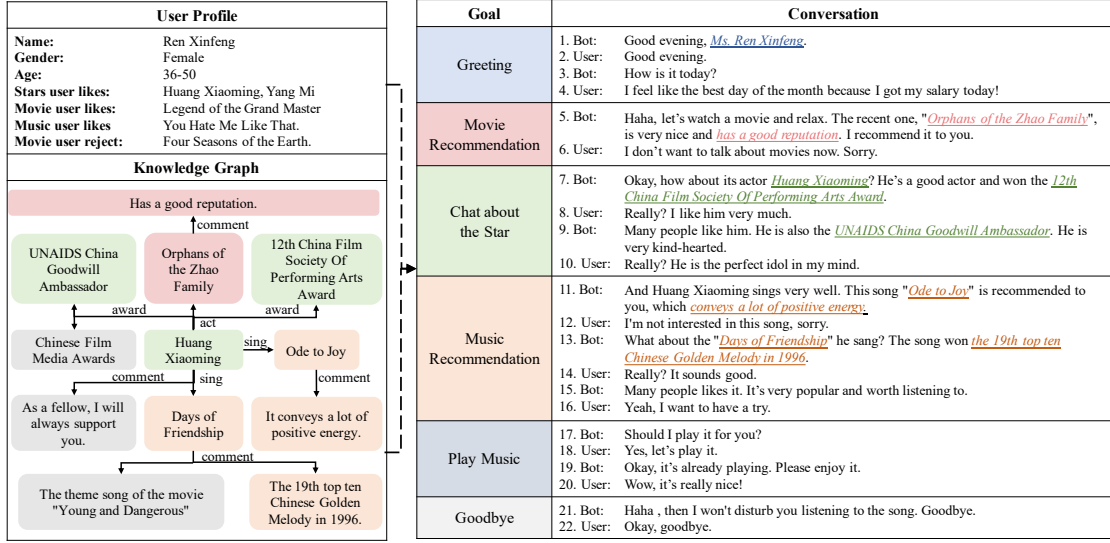 User Profile
Name: Ren Xinfeng
Gender: Female
Age: 36-50
Stars user likes: Huang Xiaoming, Yang Mi
Movie user likes: Legend of the Grand Master
Music user likes You Hate Me Like That.
Movie user reject: Four Seasons of the Earth.
Knowledge Graph
Has a good reputation.
comment
UNAIDS China
Goodwill
Ambassador
Orphans of
the Zhao
Family
12th China Film
Society Of
Performing Arts
Award
award
act
award
Chinese Film
Media Awards
Huang
Xiaoming
sing
Ode to Joy
comment
sing
comment
As a fellow, I will
always support
you.
Days of
Friendship
It conveys a lot of
positive energy.
comment
The theme song of the movie
"Young and Dangerous"
The 19th top ten
Chinese Golden
Melody in 1996.
Goal
Conversation
Greeting
1. Bot: Good evening, Ms. Ren Xinfeng.
2. User: Good evening.
3. Bot: How is it today?
4. User: I feel like the best day of the month because I got my salary today!
Movie
Recommendation
5. Bot: Haha, let's watch a movie and relax. The recent one, "Orphans of the Zhao Family",
is very nice and has a good reputation. I recommend it to you.
6. User: I don't want to talk about movies now. Sorry.
Chat about
the Star
7. Bot: Okay, how about its actor Huang Xiaoming? He's a good actor and won the 12th
China Film Society Of Performing Arts Award.
8. User: Really? I like him very much.
9. Bot: Many people like him. He is also the UNAIDS China Goodwill Ambassador. He is
very kind-hearted.
10. User: Really? He is the perfect idol in my mind.
Music
Recommendation
11. Bot: And Huang Xiaoming sings very well. This song "Ode to Joy" is recommended to
you, which conveys a lot of positive energy.
12. User: I'm not interested in this song, sorry.
13. Bot: What about the "Days of Friendship" he sang? The song won the 19th top ten
Chinese Golden Melody in 1996.
14. User: Really? It sounds good.
15. Bot: Many people likes it. It's very popular and worth listening to.
16. User: Yeah, I want to have a try.
Play Music
17. Bot: Should I play it for you?
18. User: Yes, let's play it.
19. Bot: Okay, it's already playing. Please enjoy it.
20. User: Wow, it's really nice!
Goodbye
21. Bot: Haha , then I won't disturb you listening to the song. Goodbye.
22. User: Okay, goodbye.